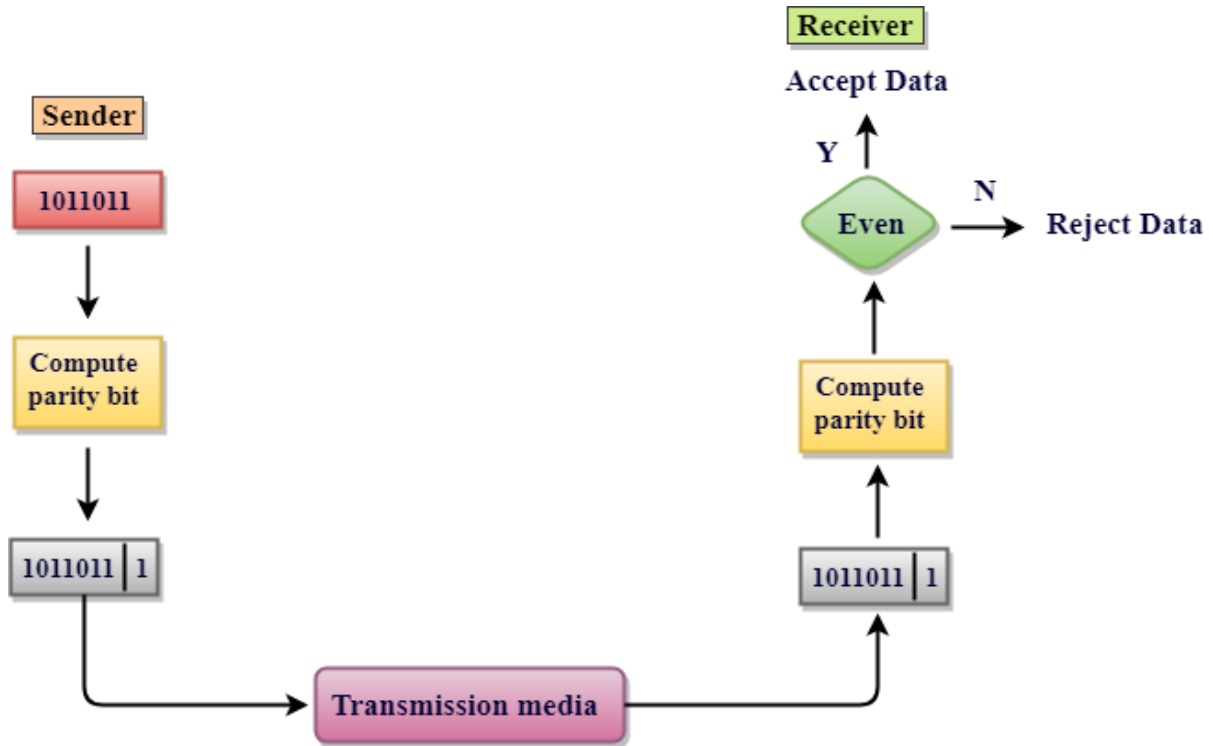 Sender
1011011
Compute
parity bit
1011011 | 1
Transmission media
1011011 | 1
Compute
parity bit
Even
Y
N
Accept Data
Reject Data
Receiver